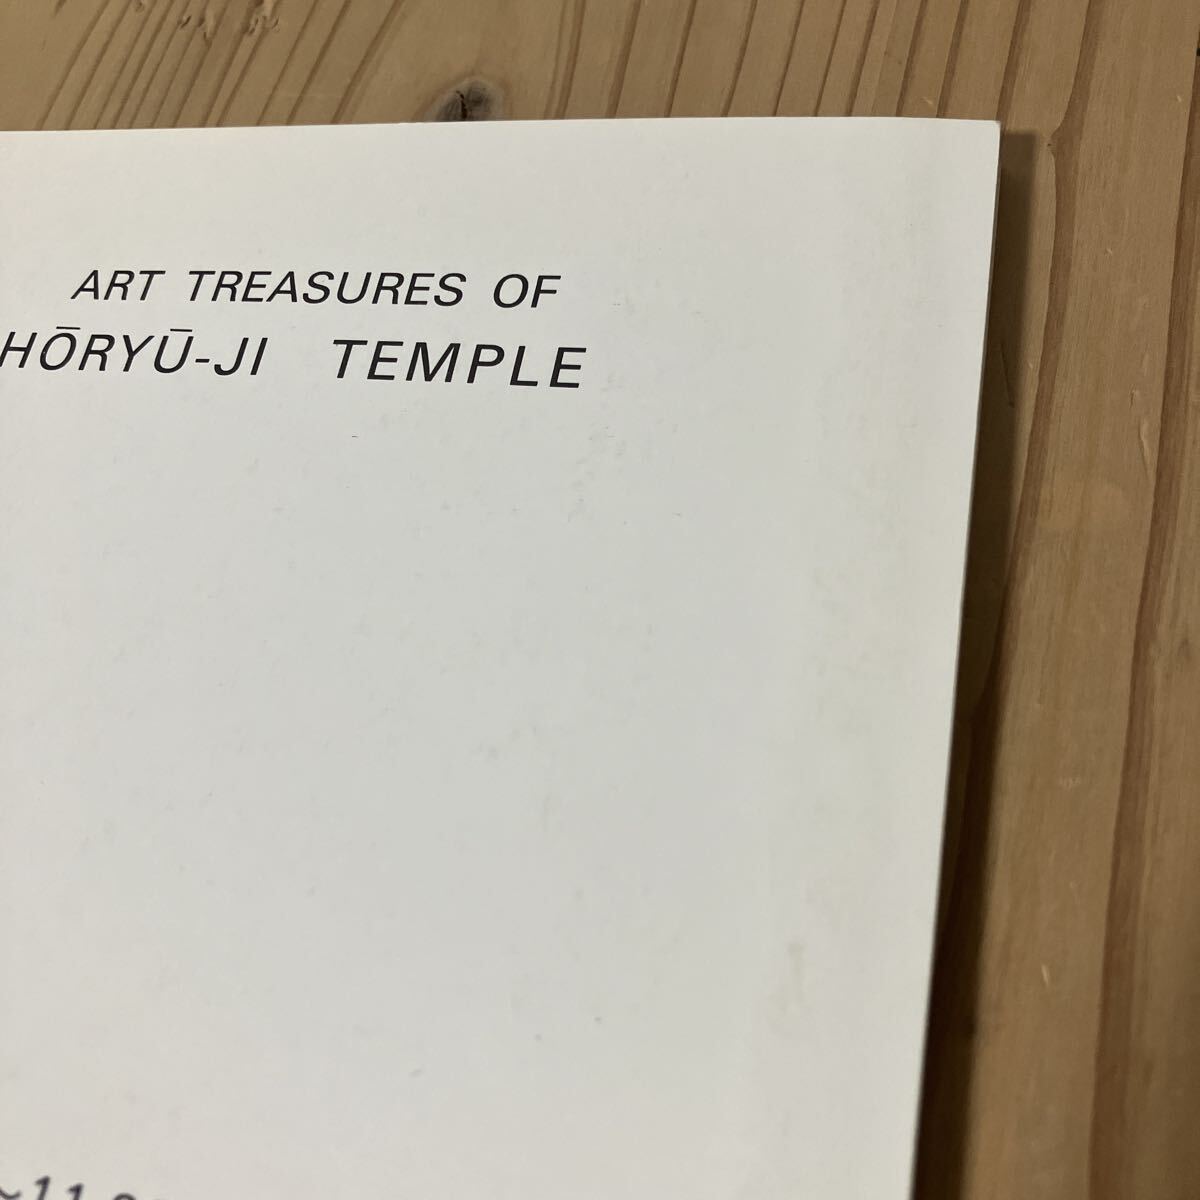 ART TREASURES OF
HŌRYŪ-JI TEMPLE